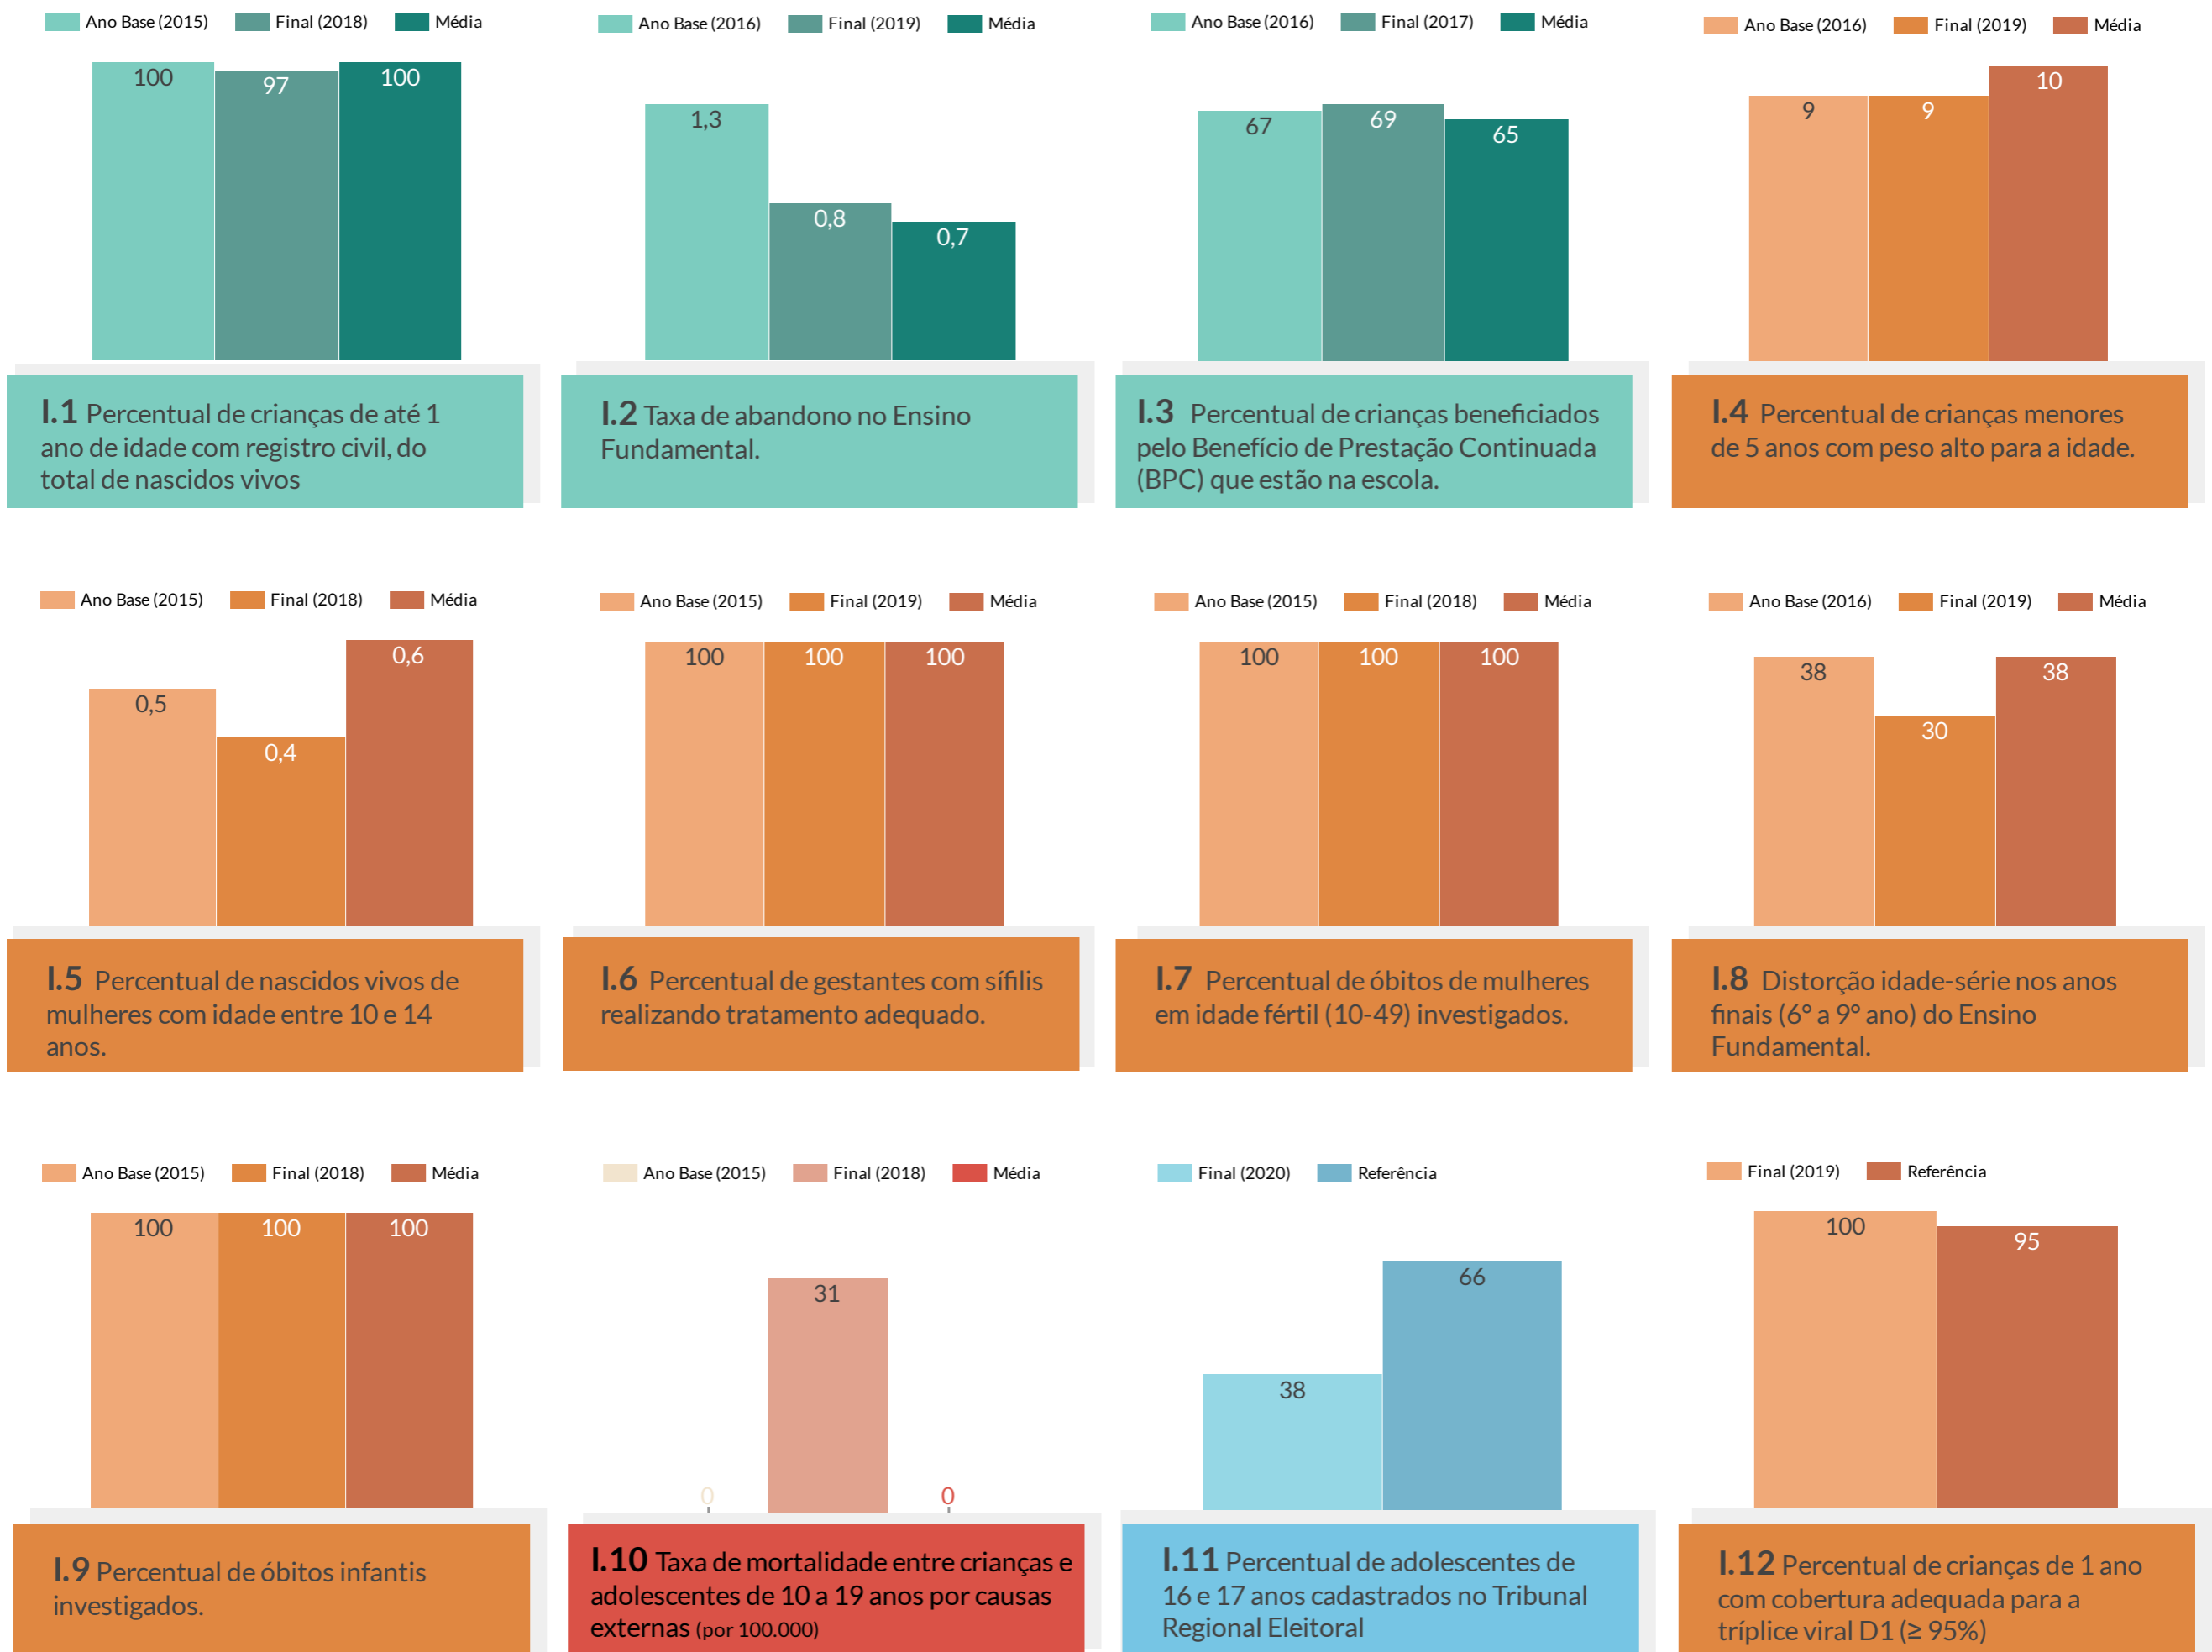 Ano Base (2015) Final (2018) Média
100 97 100
I.1 Percentual de crianças de até 1
ano de idade com registro civil, do
total de nascidos vivos
Ano Base (2016) Final (2019) Média
1,3 0,8 0,7
I.2 Taxa de abandono no Ensino
Fundamental.
Ano Base (2016) Final (2017) Média
67 69 65
I.3 Percentual de crianças beneficiados
pelo Benefício de Prestação Continuada
(BPC) que estão na escola.
Ano Base (2016) Final (2019) Média
9 9 10
I.4 Percentual de crianças menores
de 5 anos com peso alto para a idade.
Ano Base (2015) Final (2018) Média
0,5 0,4 0,6
I.5 Percentual de nascidos vivos de
mulheres com idade entre 10 e 14
anos.
Ano Base (2015) Final (2019) Média
100 100 100
I.6 Percentual de gestantes com sífilis
realizando tratamento adequado.
Ano Base (2015) Final (2018) Média
100 100 100
I.7 Percentual de óbitos de mulheres
em idade fértil (10-49) investigados.
Ano Base (2016) Final (2019) Média
38 30 38
I.8 Distorção idade-série nos anos
finais (6º a 9º ano) do Ensino
Fundamental.
Ano Base (2015) Final (2018) Média
100 100 100
I.9 Percentual de óbitos infantis
investigados.
Ano Base (2015) Final (2018) Média
0 31 0
I.10 Taxa de mortalidade entre crianças e
adolescentes de 10 a 19 anos por causas
externas (por 100.000)
Final (2020) Referência
38 66
I.11 Percentual de adolescentes de
16 e 17 anos cadastrados no Tribunal
Regional Eleitoral
Final (2019) Referência
100 95
I.12 Percentual de crianças de 1 ano
com cobertura adequada para a
tríplice viral D1 (≥ 95%)